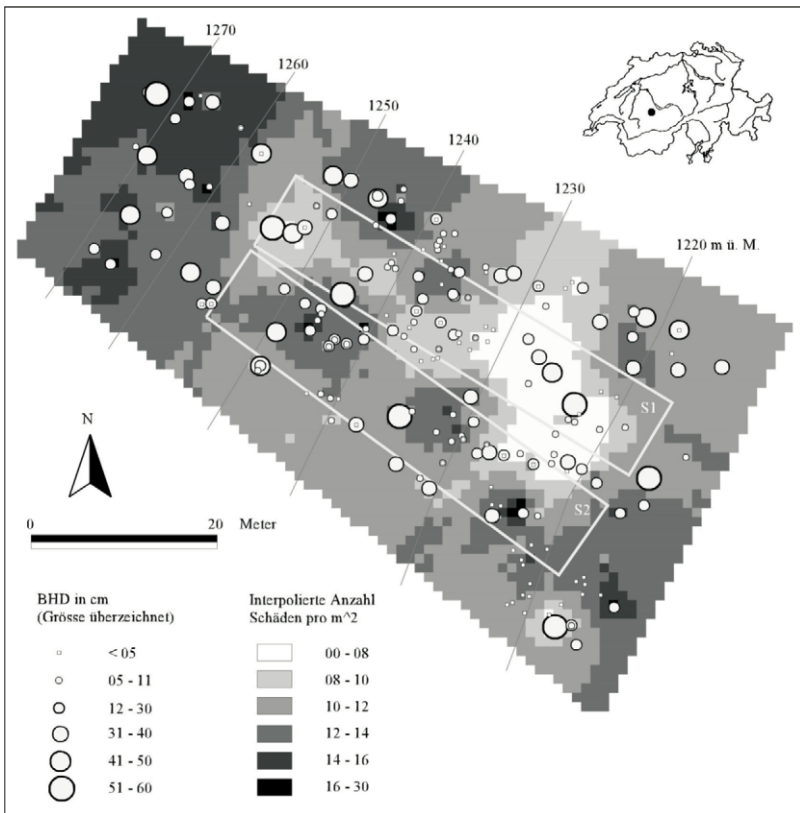 1270
1260
1250
1240
1230
1220 m ü. M.
S1
S2
N
0 20 Meter
BHD in cm
(Grösse überzeichnet)
< 05
05 - 11
12 - 30
31 - 40
41 - 50
51 - 60
Interpolierte Anzahl
Schäden pro m^2
00 - 08
08 - 10
10 - 12
12 - 14
14 - 16
16 - 30